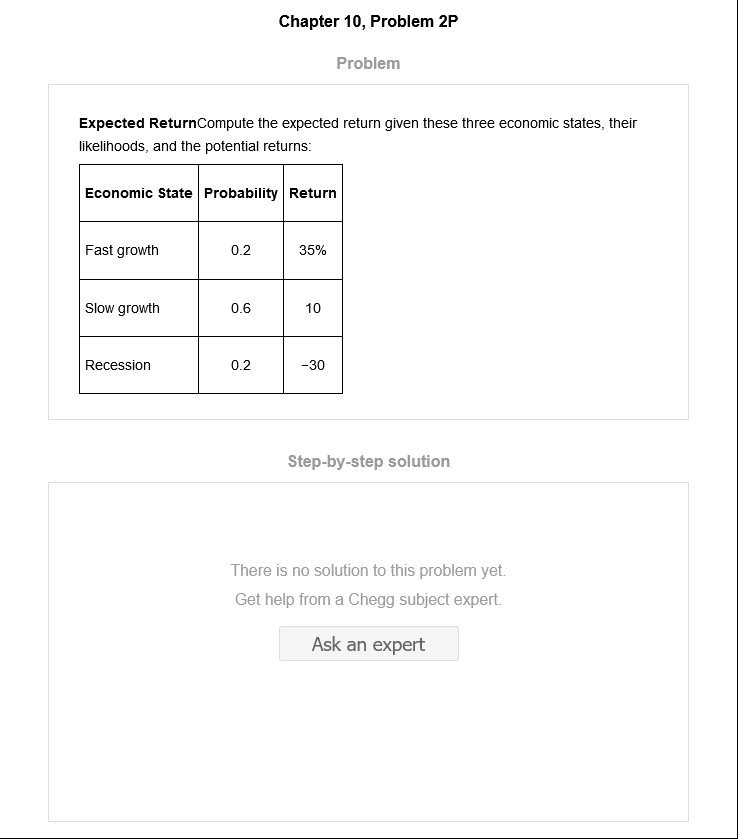 Chapter 10, Problem 2P
Problem
Expected ReturnCompute the expected return given these three economic states, their
likelihoods, and the potential returns:
Economic State Probability Return
Fast growth 0.2 35%
Slow growth 0.6 10
Recession 0.2 −30
Step-by-step solution
There is no solution to this problem yet.
Get help from a Chegg subject expert.
Ask an expert